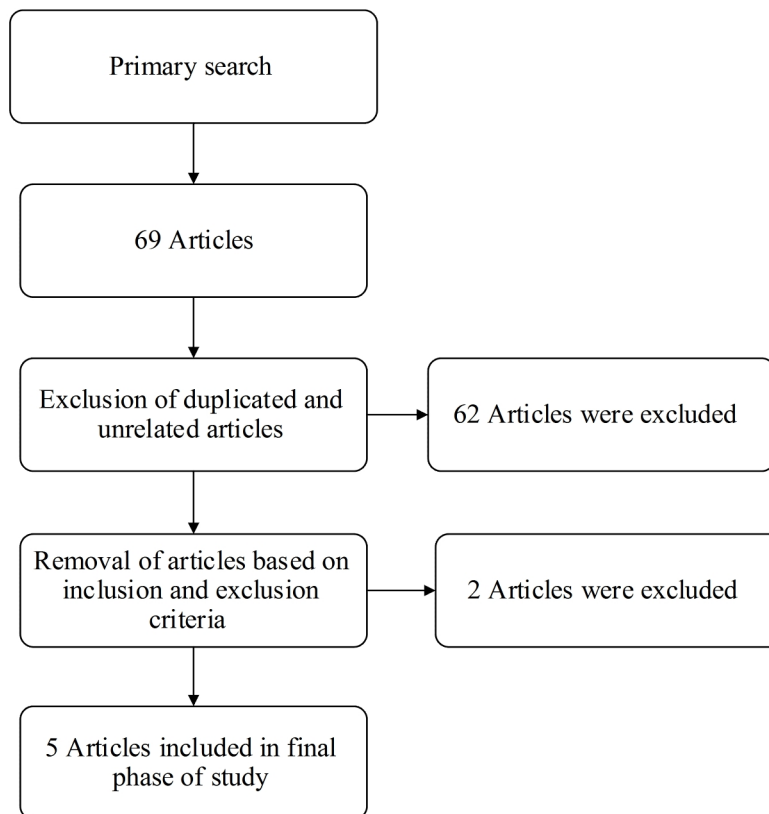 Primary search
69 Articles
Exclusion of duplicated and
unrelated articles
62 Articles were excluded
Removal of articles based on
inclusion and exclusion
criteria
2 Articles were excluded
5 Articles included in final
phase of study